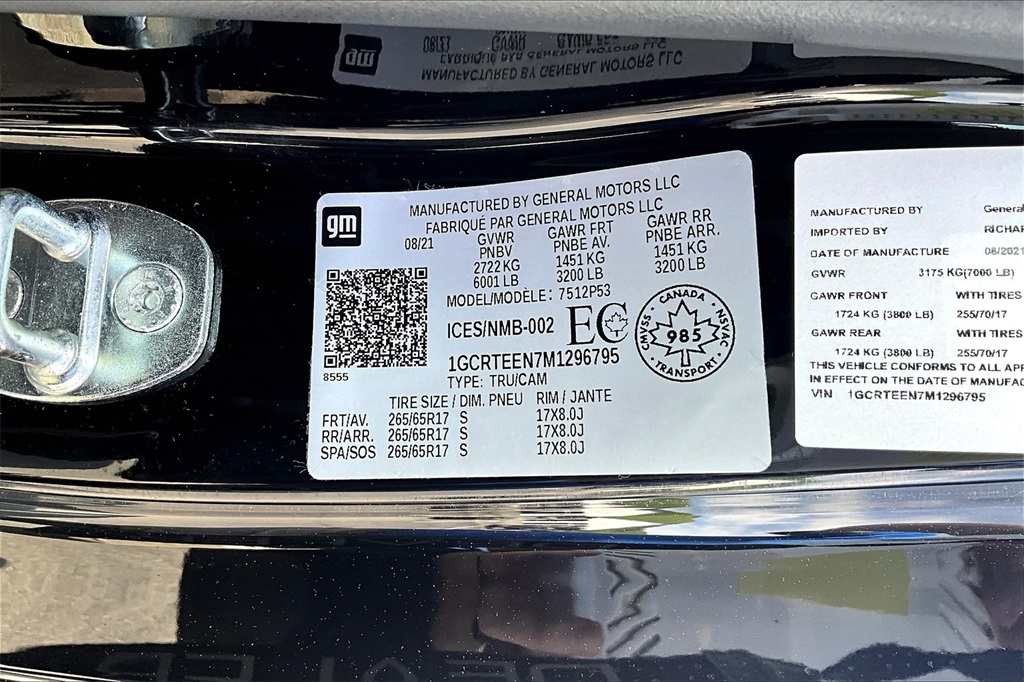 gm
MANUFACTURED BY GENERAL MOTORS LLC
FABRIQUÉ PAR GENERAL MOTORS LLC
08/21 GVWR GAWR FRT GAWR RR
PNBV PNBE AV. PNBE ARR.
2722 KG 1451 KG 1451 KG
6001 LB 3200 LB 3200 LB
MODEL/MODÈLE: 7512P53
ICES/NMB-002 EC
CANADA
985
TRANSPORT
1GCRTEEN7M1296795
8555
TYPE: TRU/CAM
TIRE SIZE / DIM. PNEU RIM / JANTE
FRT/AV. 265/65R17 S 17X8.0J
RR/ARR. 265/65R17 S 17X8.0J
SPA/SOS 265/65R17 S 17X8.0J
MANUFACTURED BY General
IMPORTED BY RICHAR
DATE OF MANUFACTURE 08/2021
GVWR 3175 KG(7000 LB)
GAWR FRONT WITH TIRES
1724 KG (3800 LB) 255/70/17
GAWR REAR WITH TIRES
1724 KG (3800 LB) 255/70/17
THIS VEHICLE CONFORMS TO ALL APP
IN EFFECT ON THE DATE OF MANUFAC
VIN 1GCRTEEN7M1296795